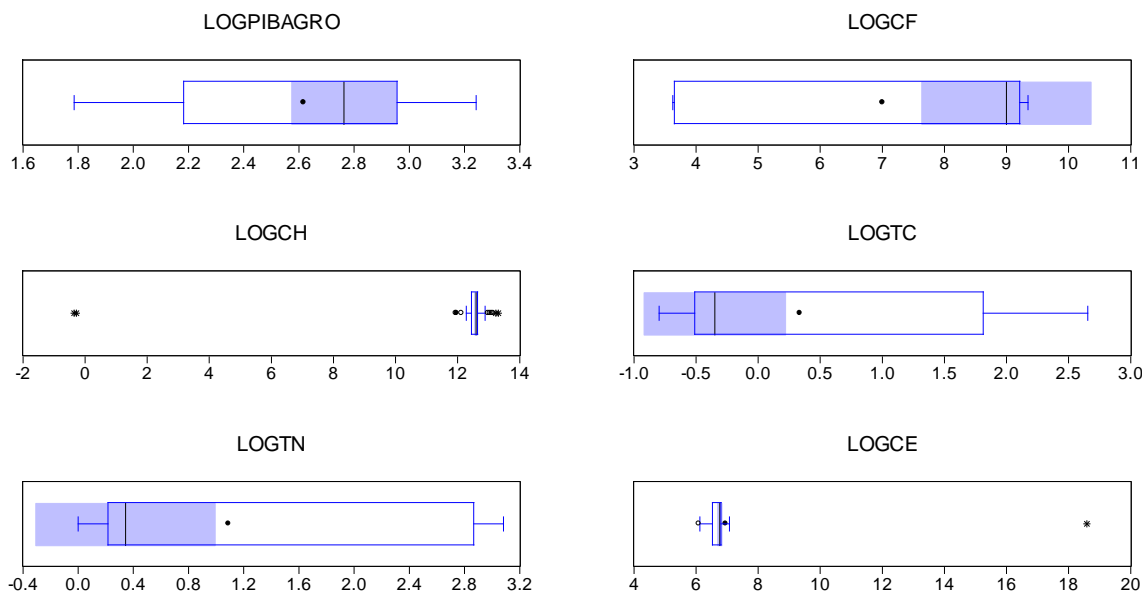 LOGPIBAGRO
1.6 1.8 2.0 2.2 2.4 2.6 2.8 3.0 3.2 3.4
LOGCF
3 4 5 6 7 8 9 10 11
LOGCH
-2 0 2 4 6 8 10 12 14
LOGTC
-1.0 -0.5 0.0 0.5 1.0 1.5 2.0 2.5 3.0
LOGTN
-0.4 0.0 0.4 0.8 1.2 1.6 2.0 2.4 2.8 3.2
LOGCE
4 6 8 10 12 14 16 18 20